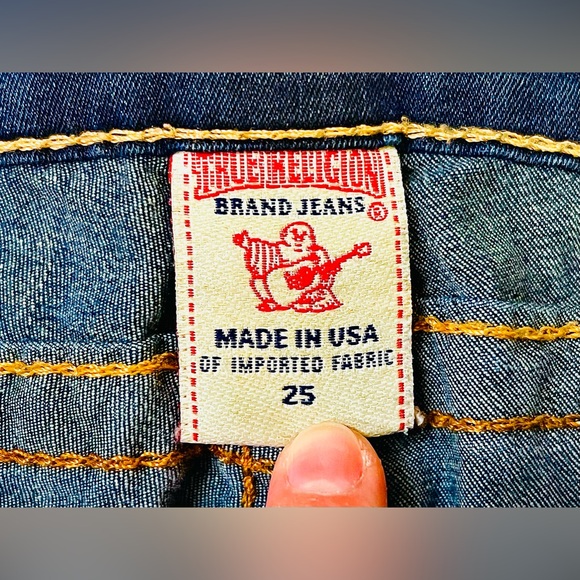 TRUE RELIGION
BRAND JEANS ®
MADE IN USA
OF IMPORTED FABRIC
25